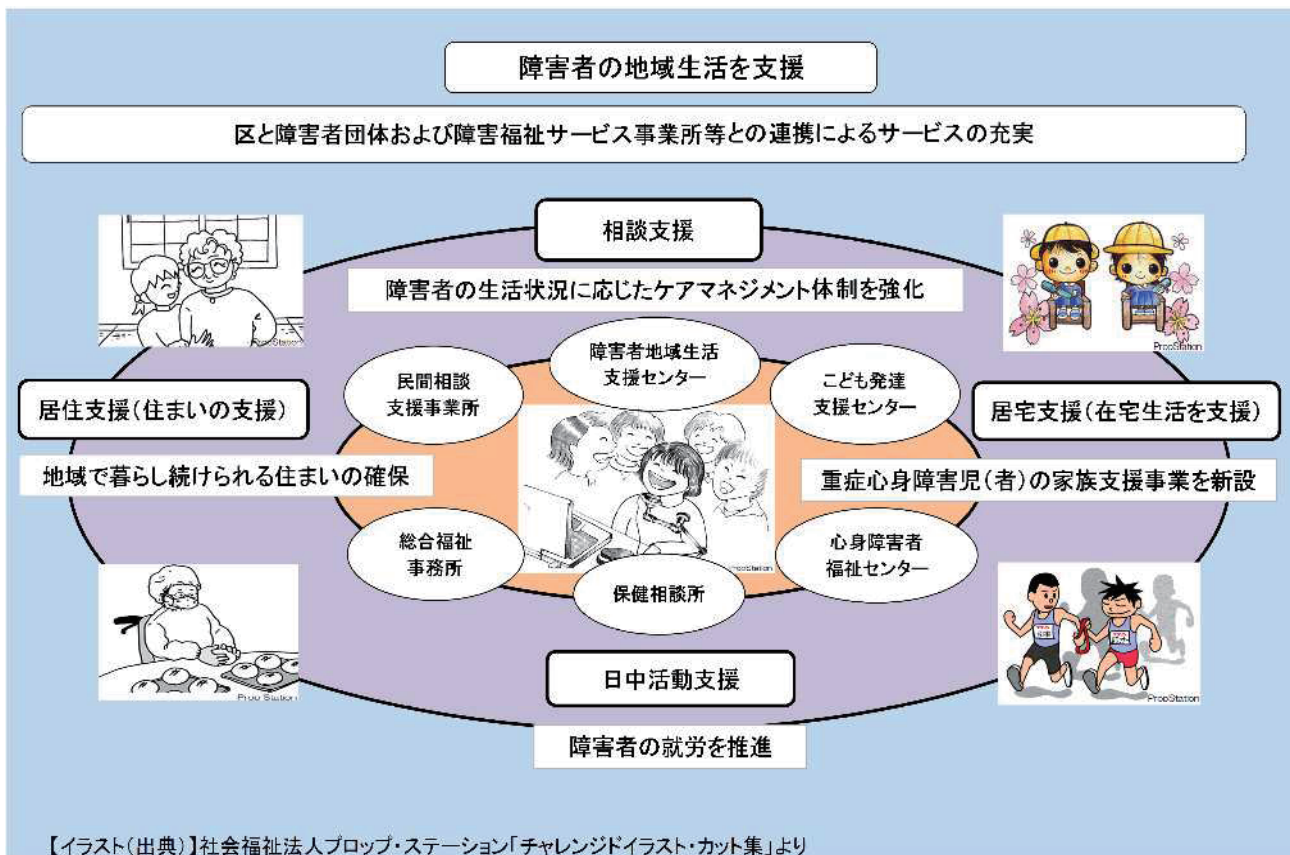 障害者の地域生活を支援
区と障害者団体および障害福祉サービス事業所等との連携によるサービスの充実
相談支援
障害者の生活状況に応じたケアマネジメント体制を強化
PropStation
PropStation
障害者地域生活
支援センター
民間相談
支援事業所
こども発達
支援センター
居住支援(住まいの支援)
居宅支援(在宅生活を支援)
地域で暮らし続けられる住まいの確保
重症心身障害児(者)の家族支援事業を新設
総合福祉
事務所
PropStation
心身障害者
福祉センター
保健相談所
Prop Station
PropStation
日中活動支援
障害者の就労を推進
【イラスト(出典)】社会福祉法人プロップ・ステーション「チャレンジドイラスト・カット集」より